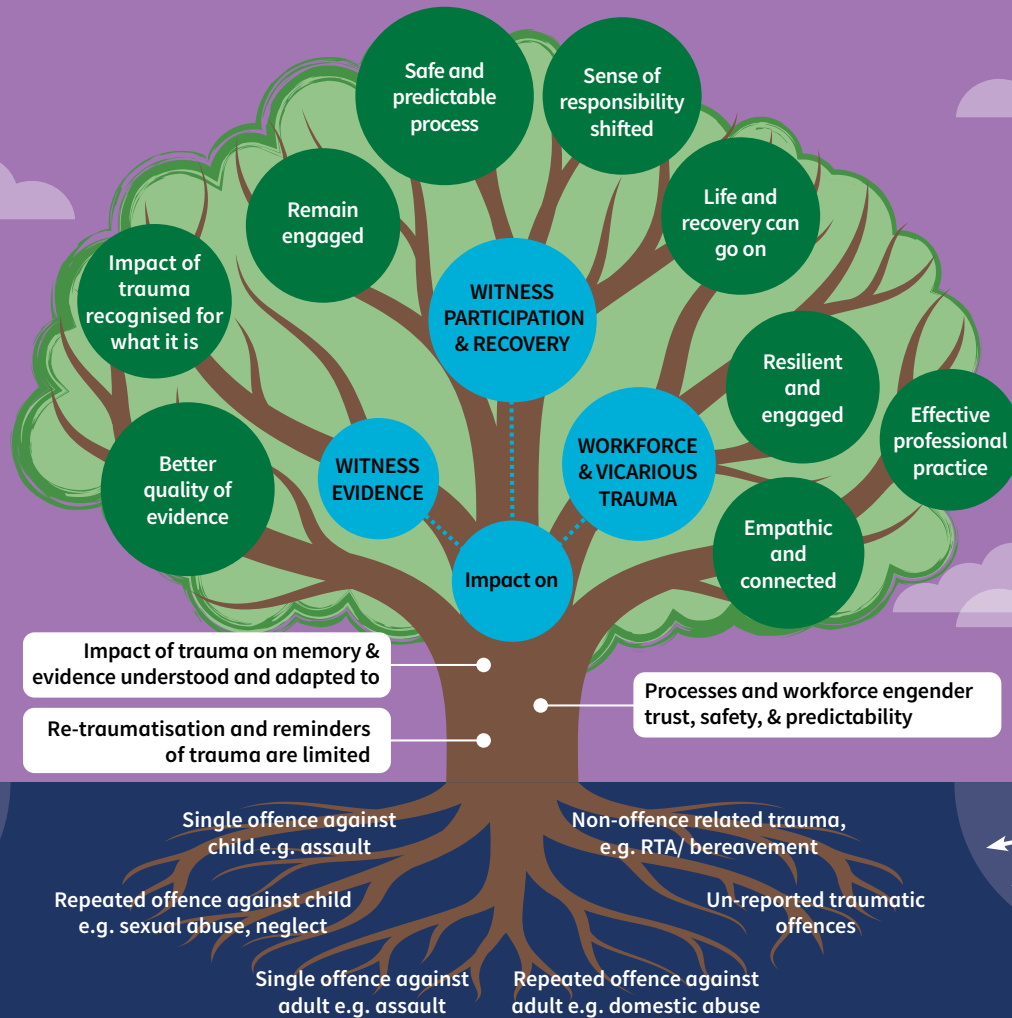 Safe and
predictable
process
Sense of
responsibility
shifted
Remain
engaged
Life and
recovery can
go on
Impact of
trauma
recognised for
what it is
WITNESS
PARTICIPATION
& RECOVERY
Resilient
and
engaged
Effective
professional
practice
Better
quality of
evidence
WITNESS
EVIDENCE
WORKFORCE
& VICARIOUS
TRAUMA
Empathic
and
connected
Impact on
Impact of trauma on memory &
evidence understood and adapted to
Processes and workforce engender
trust, safety, & predictability
Re-traumatisation and reminders
of trauma are limited
Single offence against
child e.g. assault
Non-offence related trauma,
e.g. RTA/ bereavement
Repeated offence against child
e.g. sexual abuse, neglect
Un-reported traumatic
offences
Single offence against
adult e.g. assault
Repeated offence against
adult e.g. domestic abuse